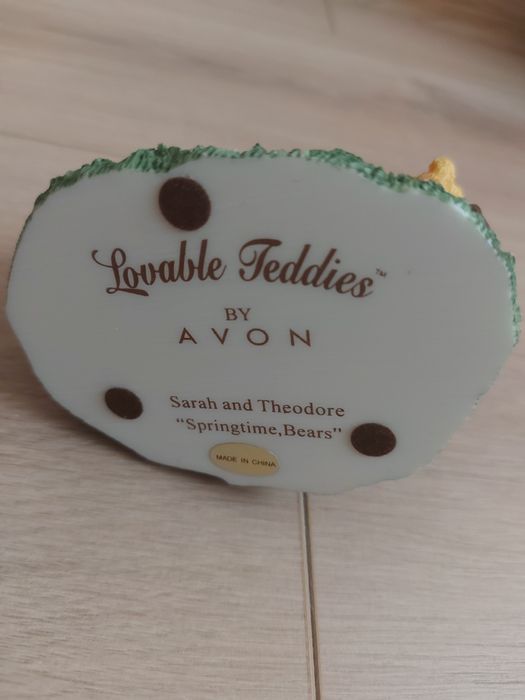 Lovable Teddies™
BY
AVON
Sarah and Theodore
"Springtime,Bears"
MADE IN CHINA